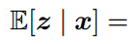 𝔼[𝒛 | 𝒙] =